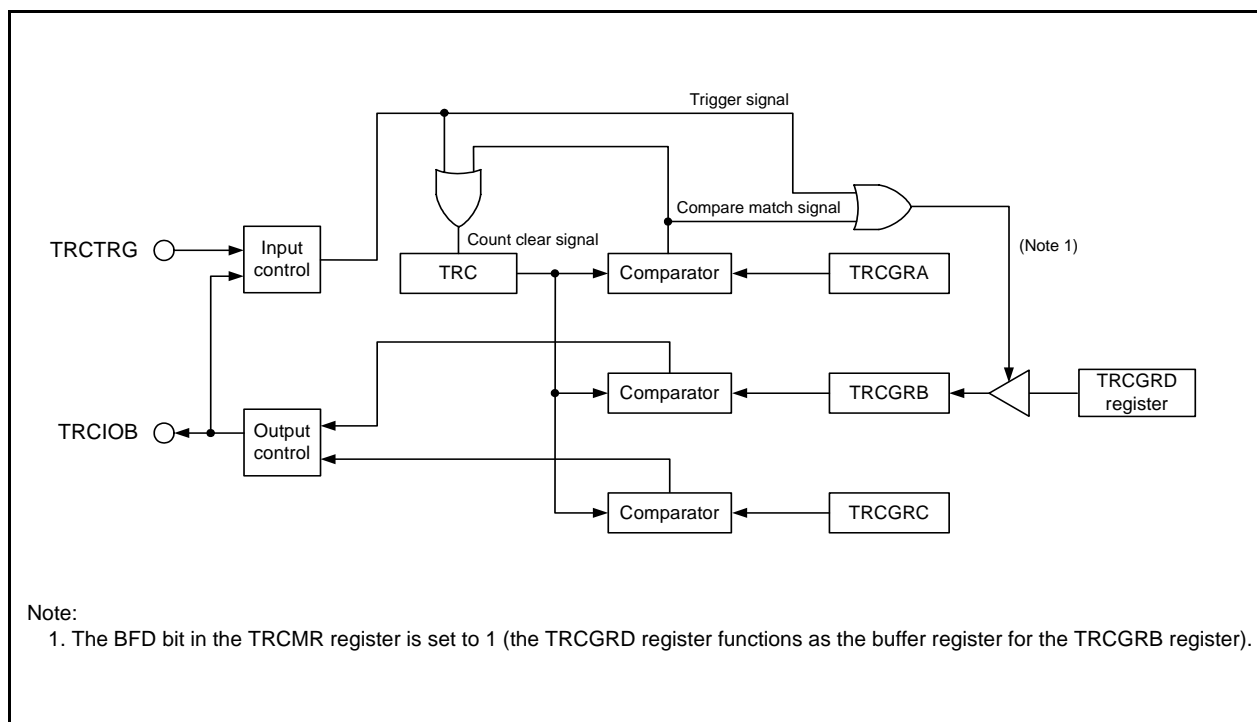 Trigger signal
Compare match signal
TRCTRG
Input
control
Count clear signal
(Note 1)
TRC
Comparator
TRCGRA
Comparator
TRCGRB
TRCGRD
register
TRCIOB
Output
control
Comparator
TRCGRC
Note:
1. The BFD bit in the TRCMR register is set to 1 (the TRCGRD register functions as the buffer register for the TRCGRB register).